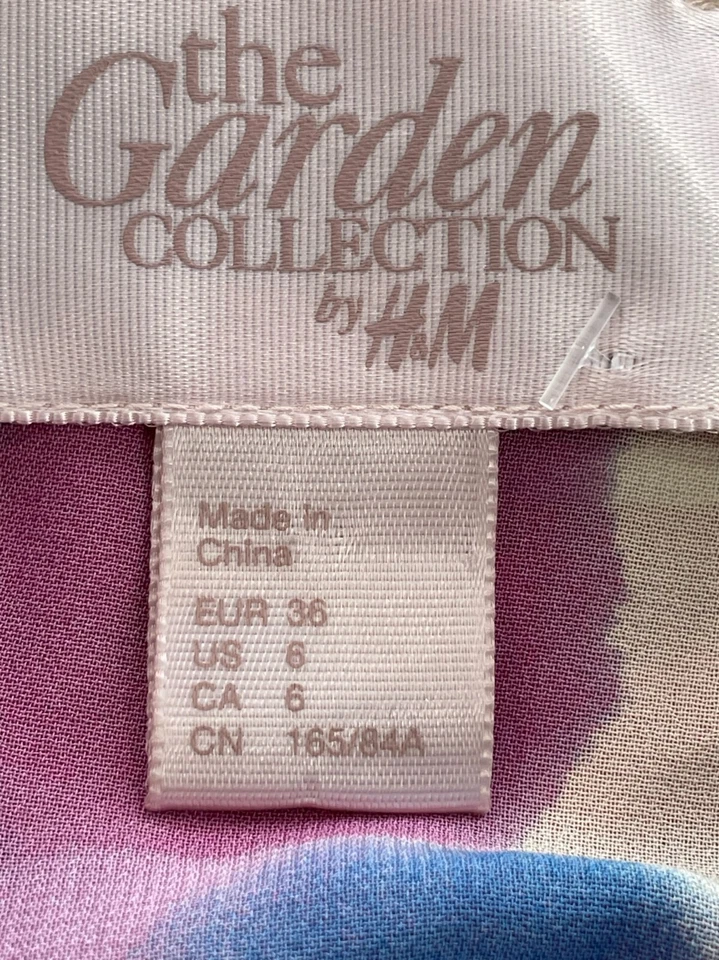 the
Garden
COLLECTION
by H&M
Made in
China
EUR 36
US 6
CA 6
CN 165/84A